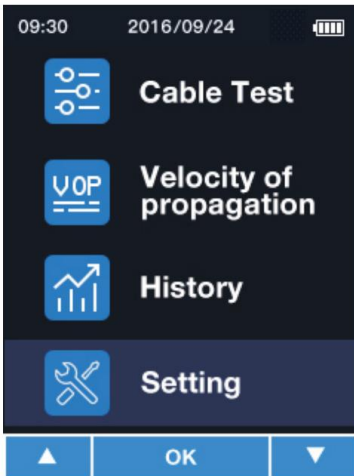 09:30 2016/09/24
Cable Test
VOP
Velocity of
propagation
History
Setting
▲ OK ▼